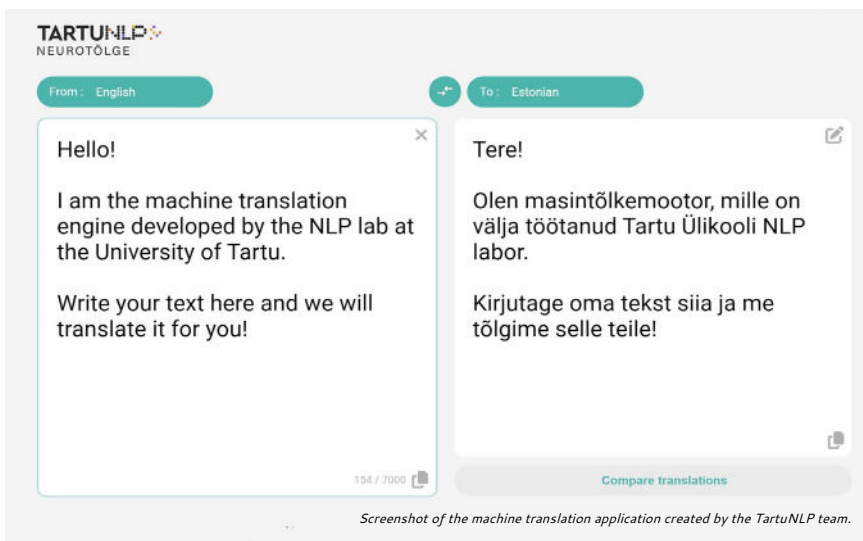 TARTUNLP
NEUROTÕLGE
From : English
To : Estonian
Hello!
I am the machine translation
engine developed by the NLP lab at
the University of Tartu.
Write your text here and we will
translate it for you!
154 / 7000
Tere!
Olen masintõlkemootor, mille on
välja töötanud Tartu Ülikooli NLP
labor.
Kirjutage oma tekst siia ja me
tõlgime selle teile!
Compare translations
Screenshot of the machine translation application created by the TartuNLP team.